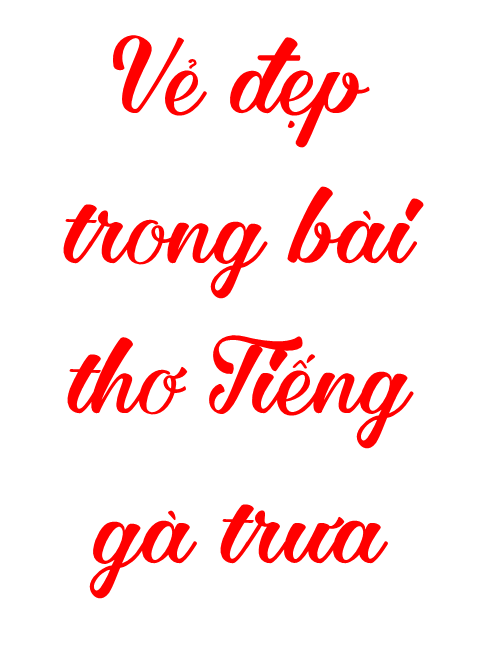 Vẻ đẹp
trong bài
thơ Tiếng
gà trưa